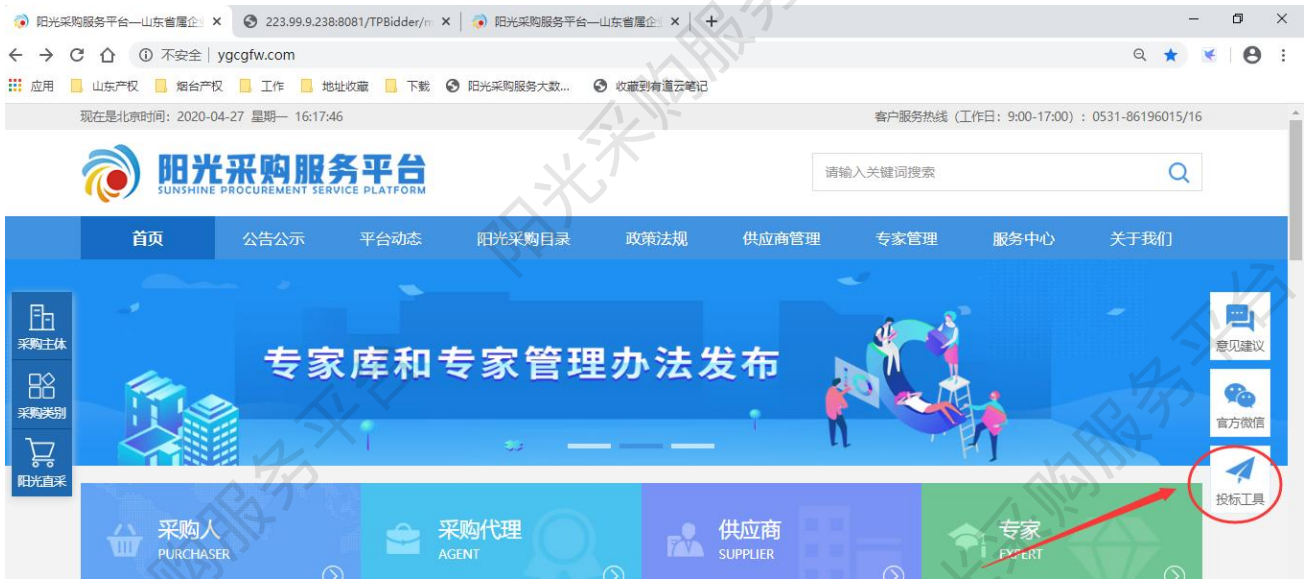 阳光采购服务平台—山东省属企
223.99.9.238:8081/TPBidder/m
阳光采购服务平台—山东省属企
不安全 ygcgfw.com
应用 山东产权 烟台产权 工作 地址收藏 下载 阳光采购服务大数... 收藏到有道云笔记
现在是北京时间：2020-04-27 星期一 16:17:46
客户服务热线（工作日：9:00-17:00）：0531-86196015/16
阳光采购服务平台
SUNSHINE PROCUREMENT SERVICE PLATFORM
请输入关键词搜索
首页 公告公示 平台动态 阳光采购目录 政策法规 供应商管理 专家管理 服务中心 关于我们
采购主体
采购类别
阳光直采
专家库和专家管理办法发布
意见建议
官方微信
投标工具
采购人
PURCHASER
采购代理
AGENT
供应商
SUPPLIER
专家
EXPERT
阳光采购服务平台